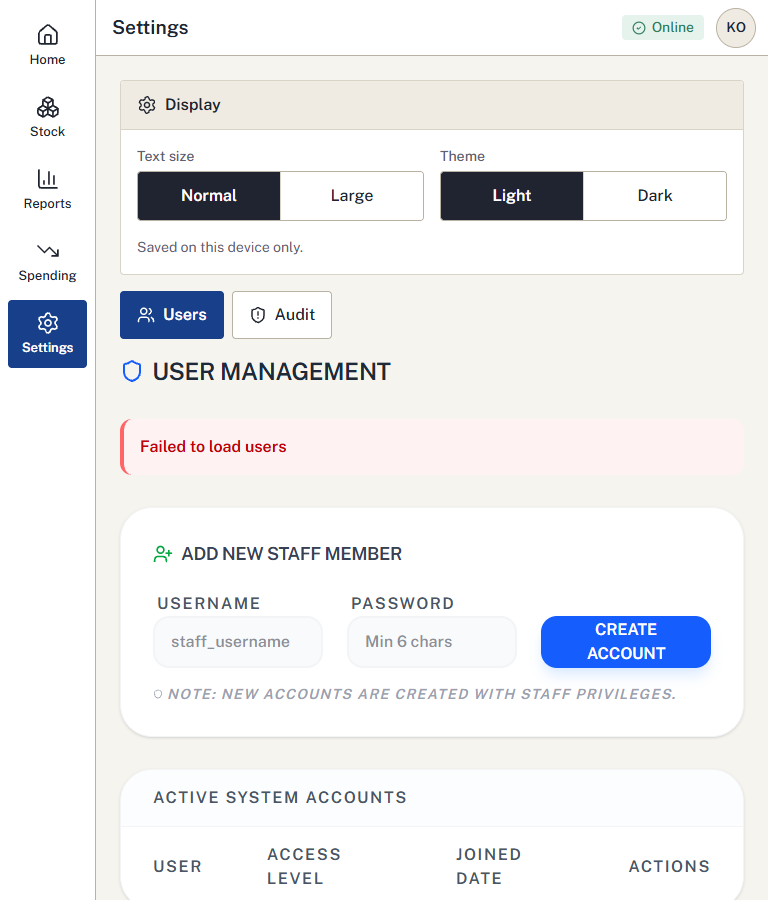 Settings
Online
KO
Home
Stock
Reports
Spending
Settings
Display
Text size
Theme
Normal
Large
Light
Dark
Saved on this device only.
Users
Audit
USER MANAGEMENT
Failed to load users
ADD NEW STAFF MEMBER
USERNAME
PASSWORD
staff_username
Min 6 chars
CREATE
ACCOUNT
NOTE: NEW ACCOUNTS ARE CREATED WITH STAFF PRIVILEGES.
ACTIVE SYSTEM ACCOUNTS
USER
ACCESS
LEVEL
JOINED
DATE
ACTIONS